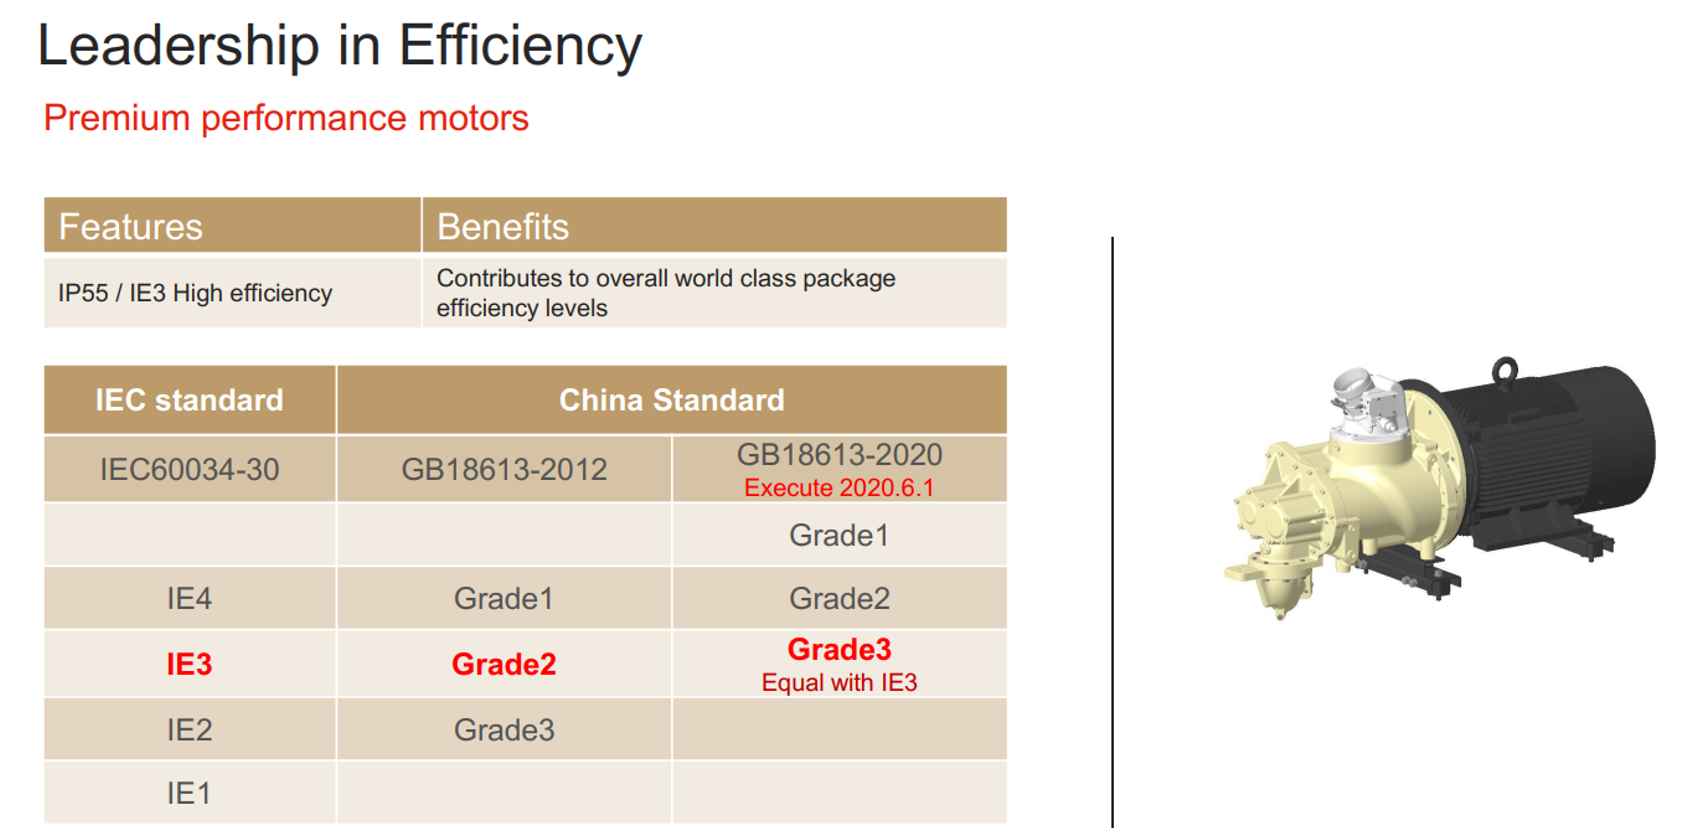 Leadership in Efficiency
Premium performance motors
Features Benefits
IP55 / IE3 High efficiency
Contributes to overall world class package
efficiency levels
IEC standard China Standard
IEC60034-30 GB18613-2012 GB18613-2020
Execute 2020.6.1
Grade1
IE4 Grade1 Grade2
IE3 Grade2 Grade3
Equal with IE3
IE2 Grade3
IE1